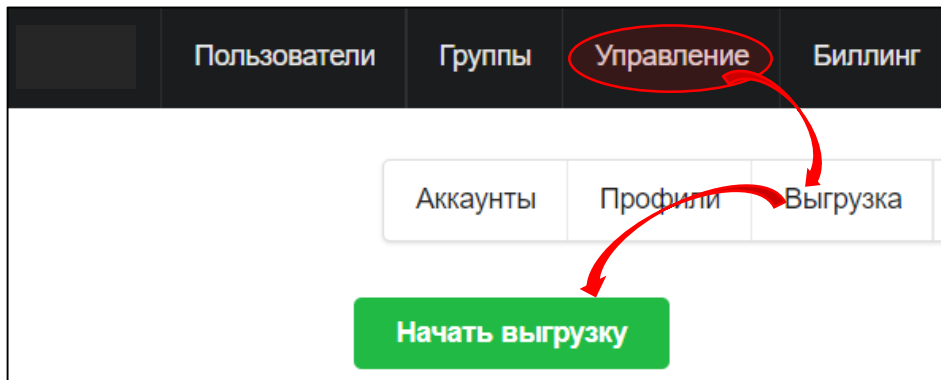 Пользователи Группы Управление Биллинг
Аккаунты Профили Выгрузка
Начать выгрузку